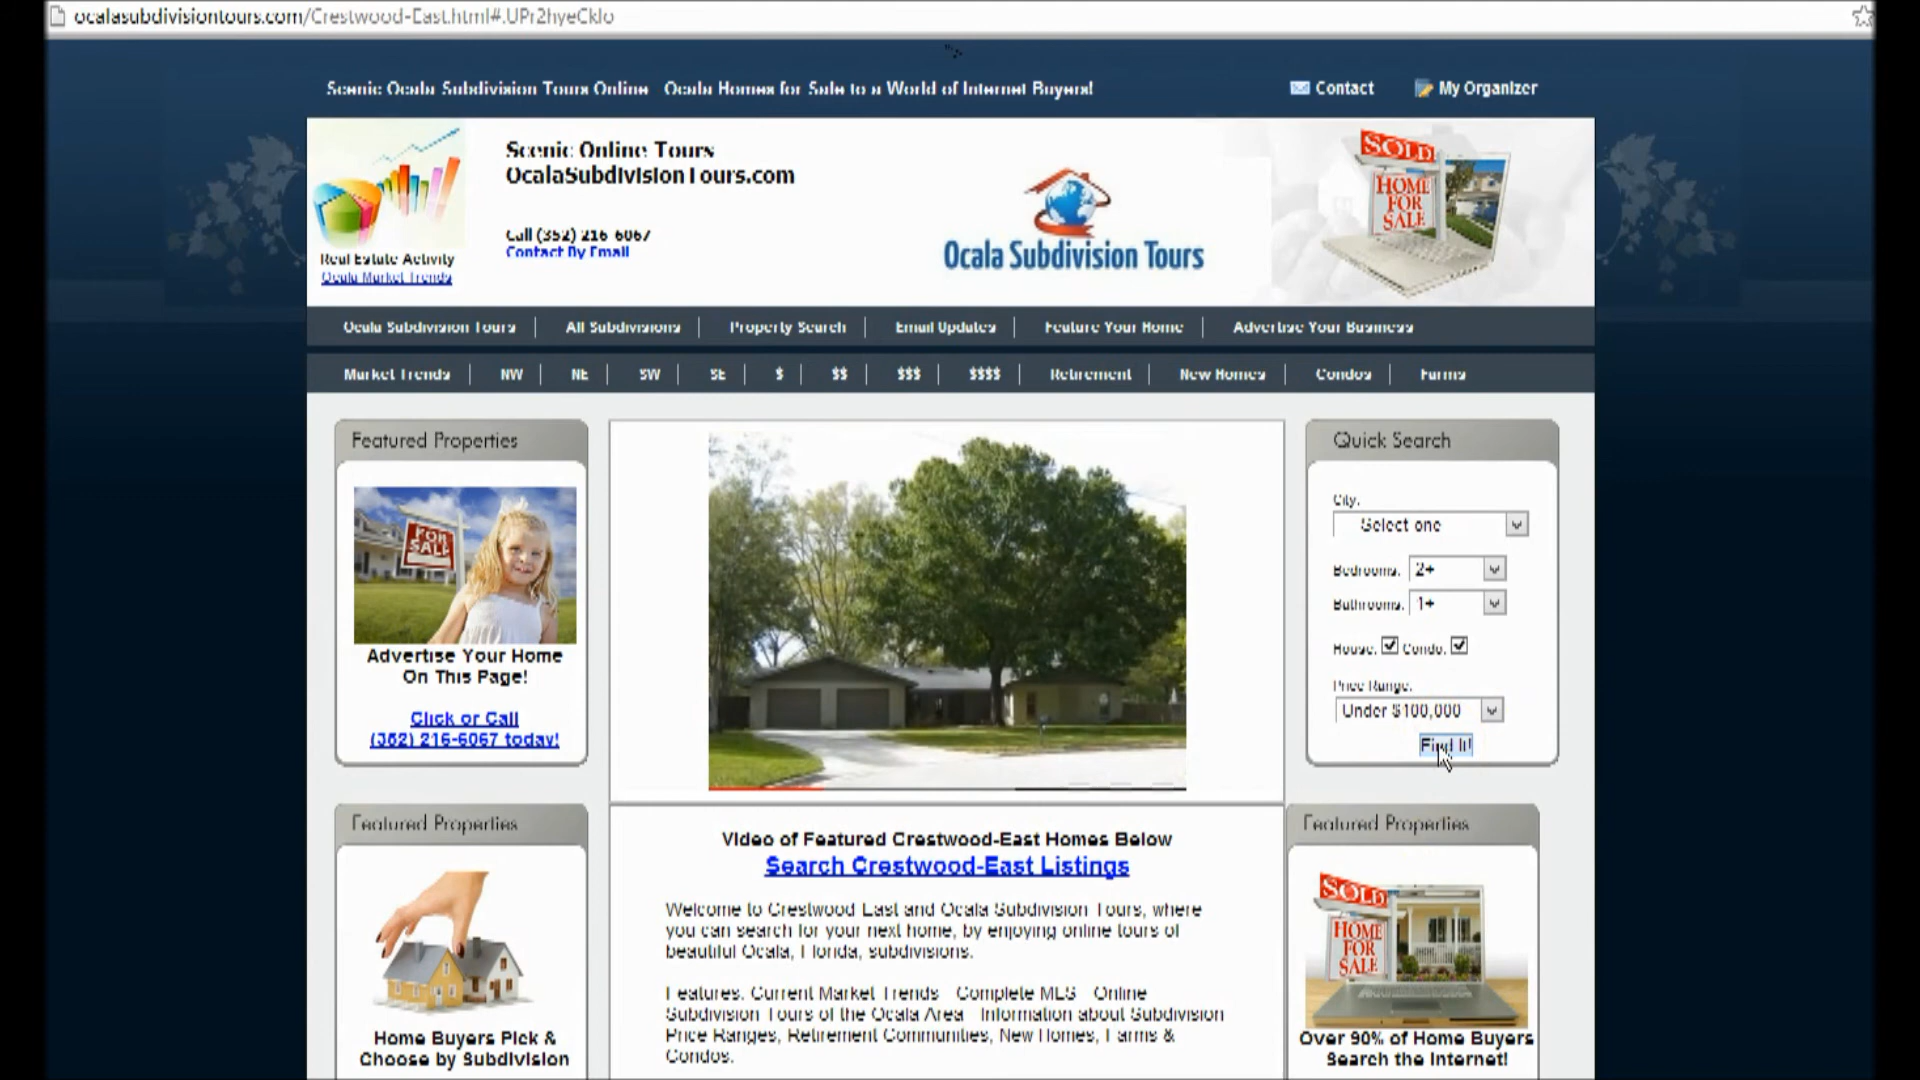 ocalasubdivisiontours.com/Crestwood-East.html#.UPr2hyeCklo
Scenic Ocala Subdivision Tours Online Ocala Homes for Sale to a World of Internet Buyers!
Contact
My Organizer
Scenic Online Tours
OcalaSubdivisionTours.com
Call (352) 216-6067
Contact By Email
Real Estate Activity
Ocala Market Trends
Ocala Subdivision Tours
SOLD
HOME
FOR
SALE
Ocala Subdivision Tours
All Subdivisions
Property Search
Email Updates
Feature Your Home
Advertise Your Business
Market Trends
NW
NE
SW
SE
$
$$
$$$
$$$$
Retirement
New Homes
Condos
Farms
Featured Properties
FOR
SALE
Advertise Your Home
On This Page!
Click or Call
(352) 216-6067 today!
Quick Search
City:
Select one
Bedrooms: 2+
Bathrooms: 1+
House: Condo:
Price Range:
Under $100,000
Find It!
Featured Properties
Home Buyers Pick &
Choose by Subdivision
Video of Featured Crestwood-East Homes Below
Search Crestwood-East Listings
Welcome to Crestwood East and Ocala Subdivision Tours, where
you can search for your next home, by enjoying online tours of
beautiful Ocala, Florida, subdivisions.
Features: Current Market Trends Complete MLS Online
Subdivision Tours of the Ocala Area Information about Subdivision
Price Ranges, Retirement Communities, New Homes, Farms &
Condos.
Featured Properties
SOLD
HOME
FOR
SALE
Over 90% of Home Buyers
Search the Internet!